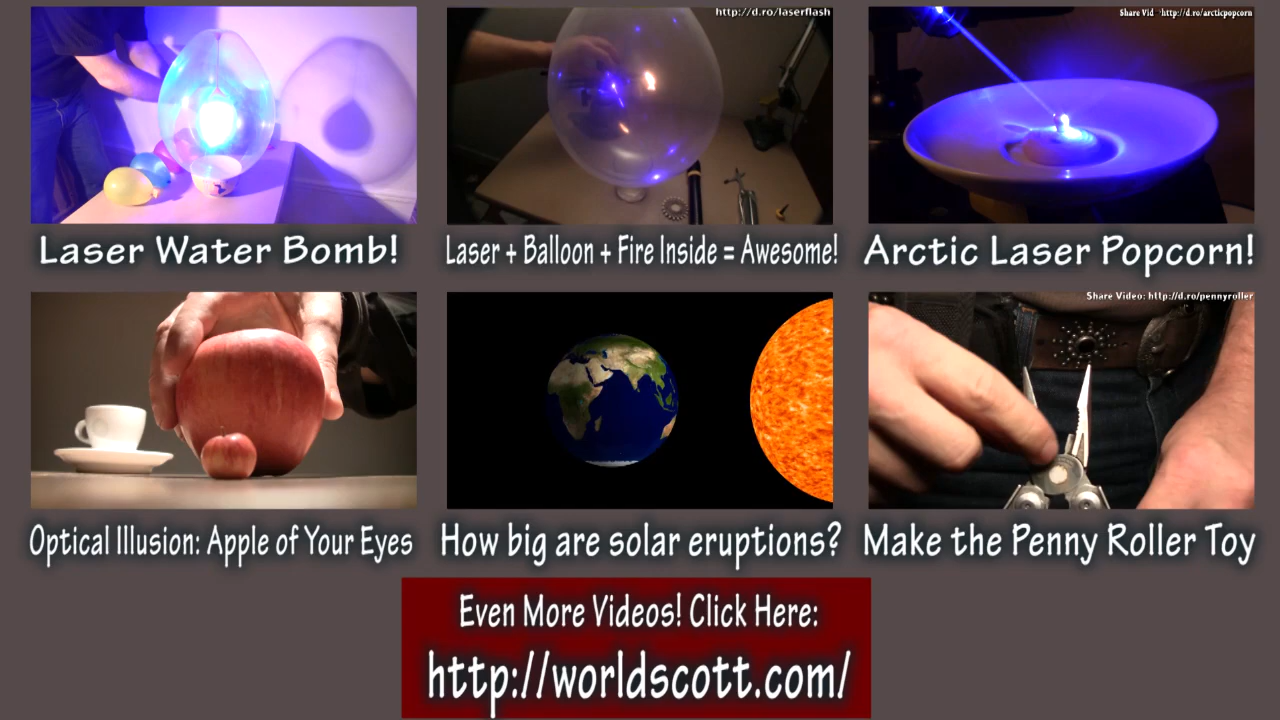 http://d.ro/laserflash
Share Vid http://d.ro/arcticpopcorn
Laser Water Bomb!
Laser + Balloon + Fire Inside = Awesome!
Arctic Laser Popcorn!
Share Video: http://d.ro/pennyroller
Optical Illusion: Apple of Your Eyes
How big are solar eruptions?
Make the Penny Roller Toy
Even More Videos! Click Here:
http://worldscott.com/